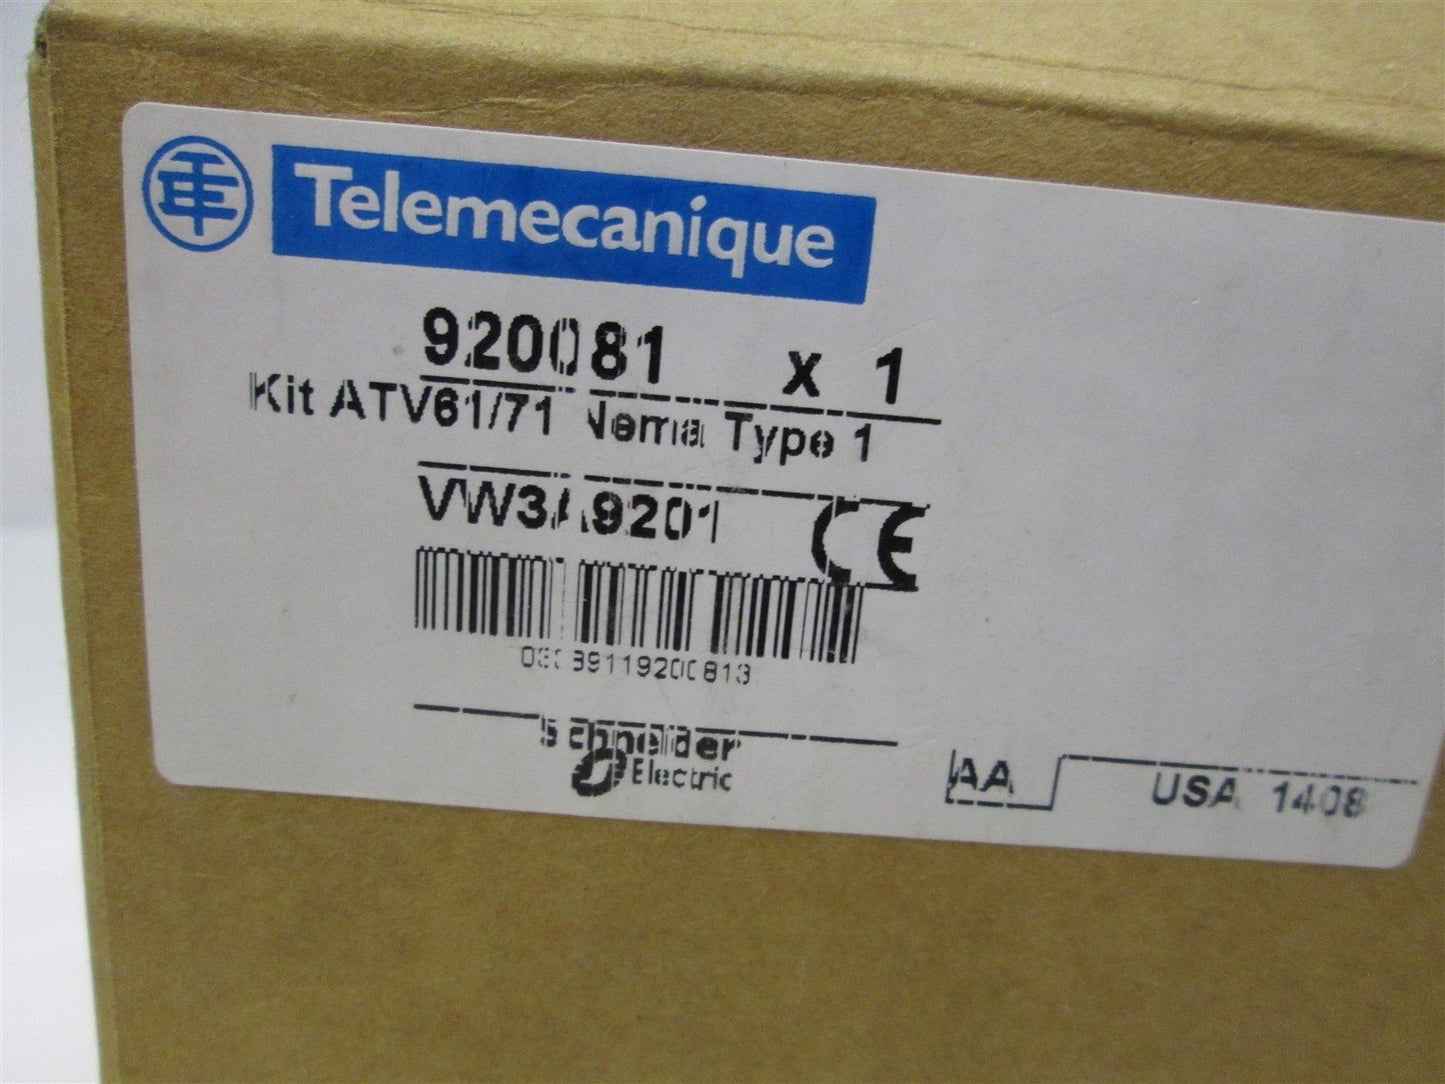 Telemecanique
920081 x 1
Kit ATV61/71 Nema Type 1
VW3A9201
CE
Schneider
Electric
AA
USA 1408